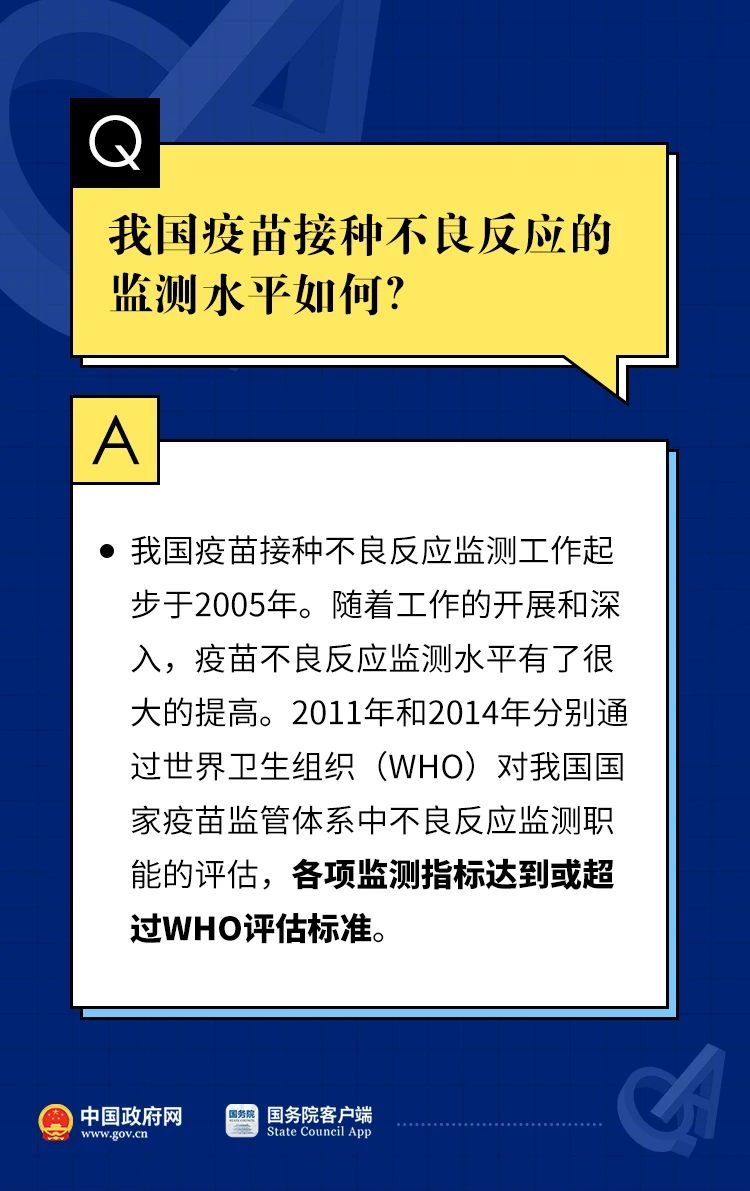 Q
我国疫苗接种不良反应的
监测水平如何？
A
● 我国疫苗接种不良反应监测工作起
步于2005年。随着工作的开展和深
入，疫苗不良反应监测水平有了很
大的提高。2011年和2014年分别通
过世界卫生组织（WHO）对我国国
家疫苗监管体系中不良反应监测职
能的评估，各项监测指标达到或超
过WHO评估标准。
中国政府网
www.gov.cn
国务院
国务院客户端
State Council App
QA